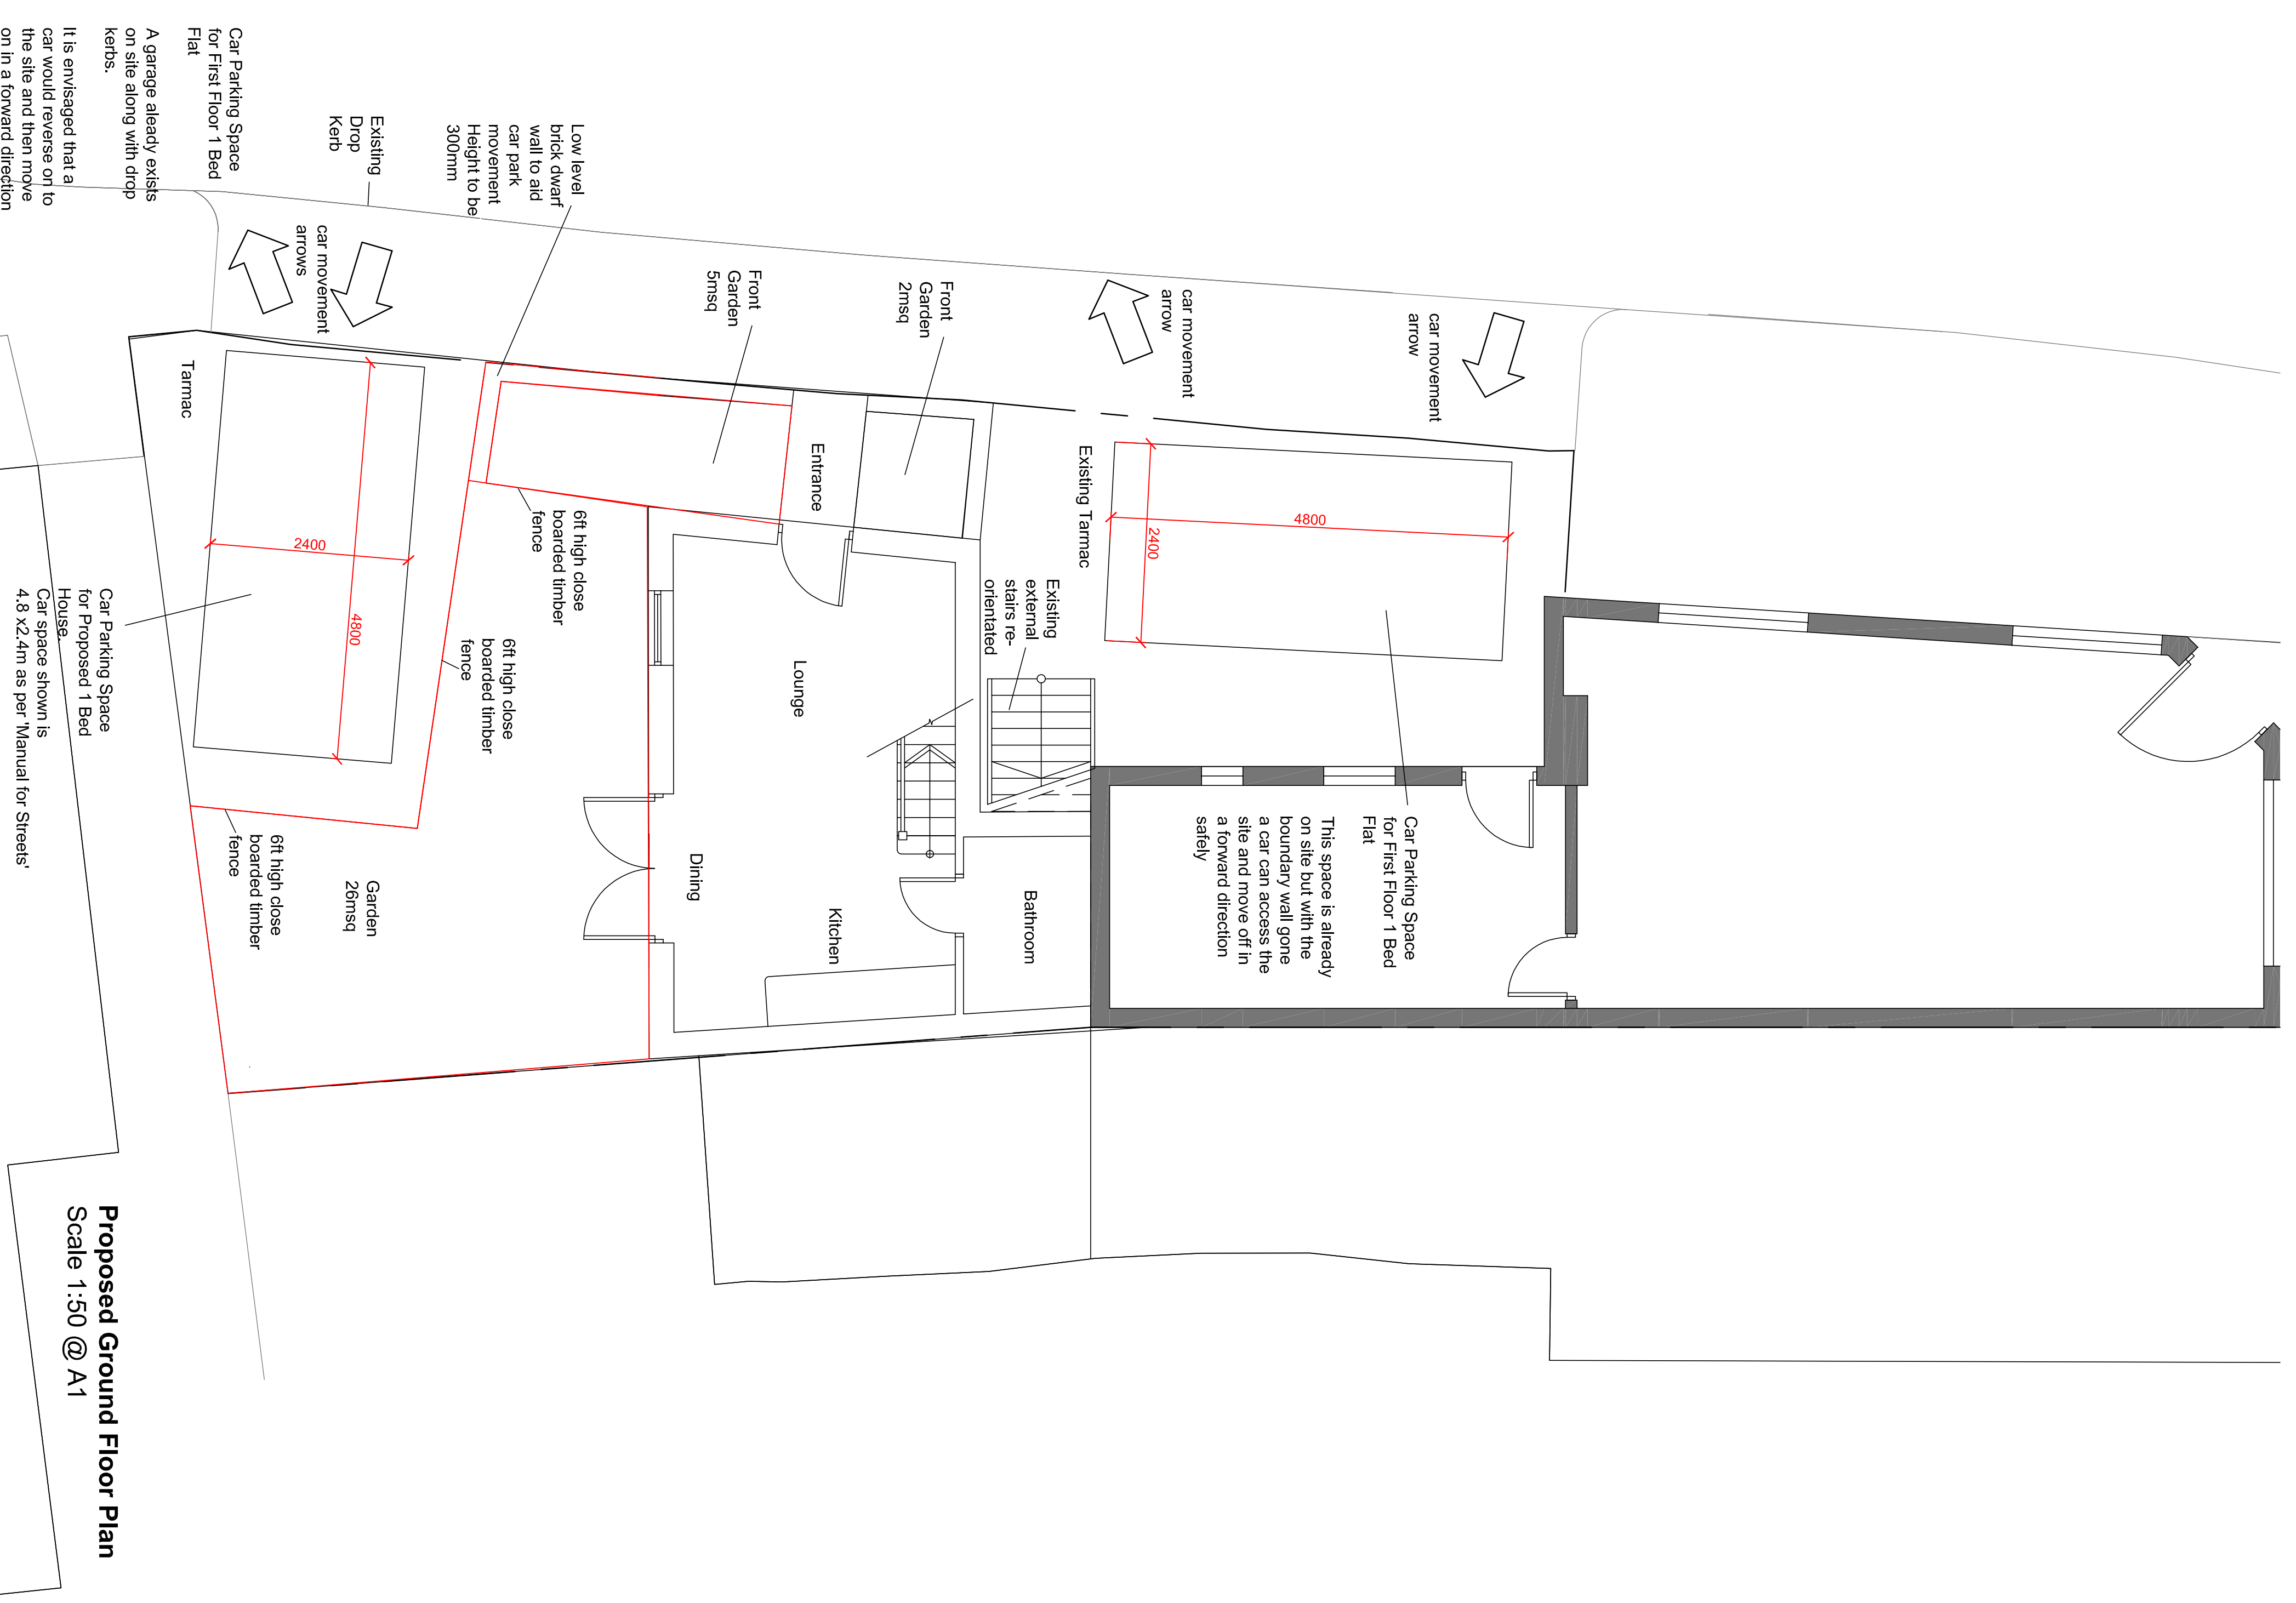 car movement
arrow
car movement
arrow
4800
2400
Car Parking Space
for First Floor 1 Bed
Flat
This space is already
on site but with the
boundary wall gone
a car can access the
site and move off in
a forward direction
safely
Existing Tarmac
Existing
external
stairs re-
orientated
Bathroom
Front
Garden
2msq
Entrance
Kitchen
Lounge
Front
Garden
5msq
Dining
Low level
brick dwarf
wall to aid
car park
movement
Height to be
300mm
6ft high close
boarded timber
fence
6ft high close
boarded timber
fence
Existing
Drop
Kerb
car movement
arrows
4800
2400
Garden
26msq
6ft high close
boarded timber
fence
Tarmac
Car Parking Space
for First Floor 1 Bed
Flat
A garage aleady exists
on site along with drop
kerbs.
It is envisaged that a
car would reverse on to
the site and then move
on in a forward direction
Car Parking Space
for Proposed 1 Bed
House.
Car space shown is
4.8 x2.4m as per 'Manual for Streets'
Proposed Ground Floor Plan
Scale 1:50 @ A1